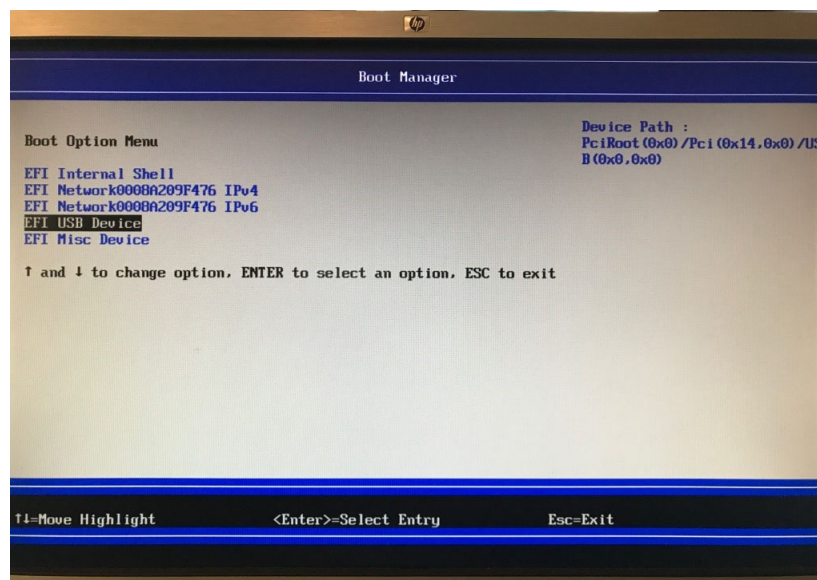 hp
Boot Manager
Boot Option Menu
EFI Internal Shell
EFI Network0008A209F476 IPv4
EFI Network0008A209F476 IPv6
EFI USB Device
EFI Misc Device
↑ and ↓ to change option, ENTER to select an option, ESC to exit
Device Path :
PciRoot(0x0)/Pci(0x14,0x0)/US
B(0x0,0x0)
↑↓=Move Highlight
<Enter>=Select Entry
Esc=Exit